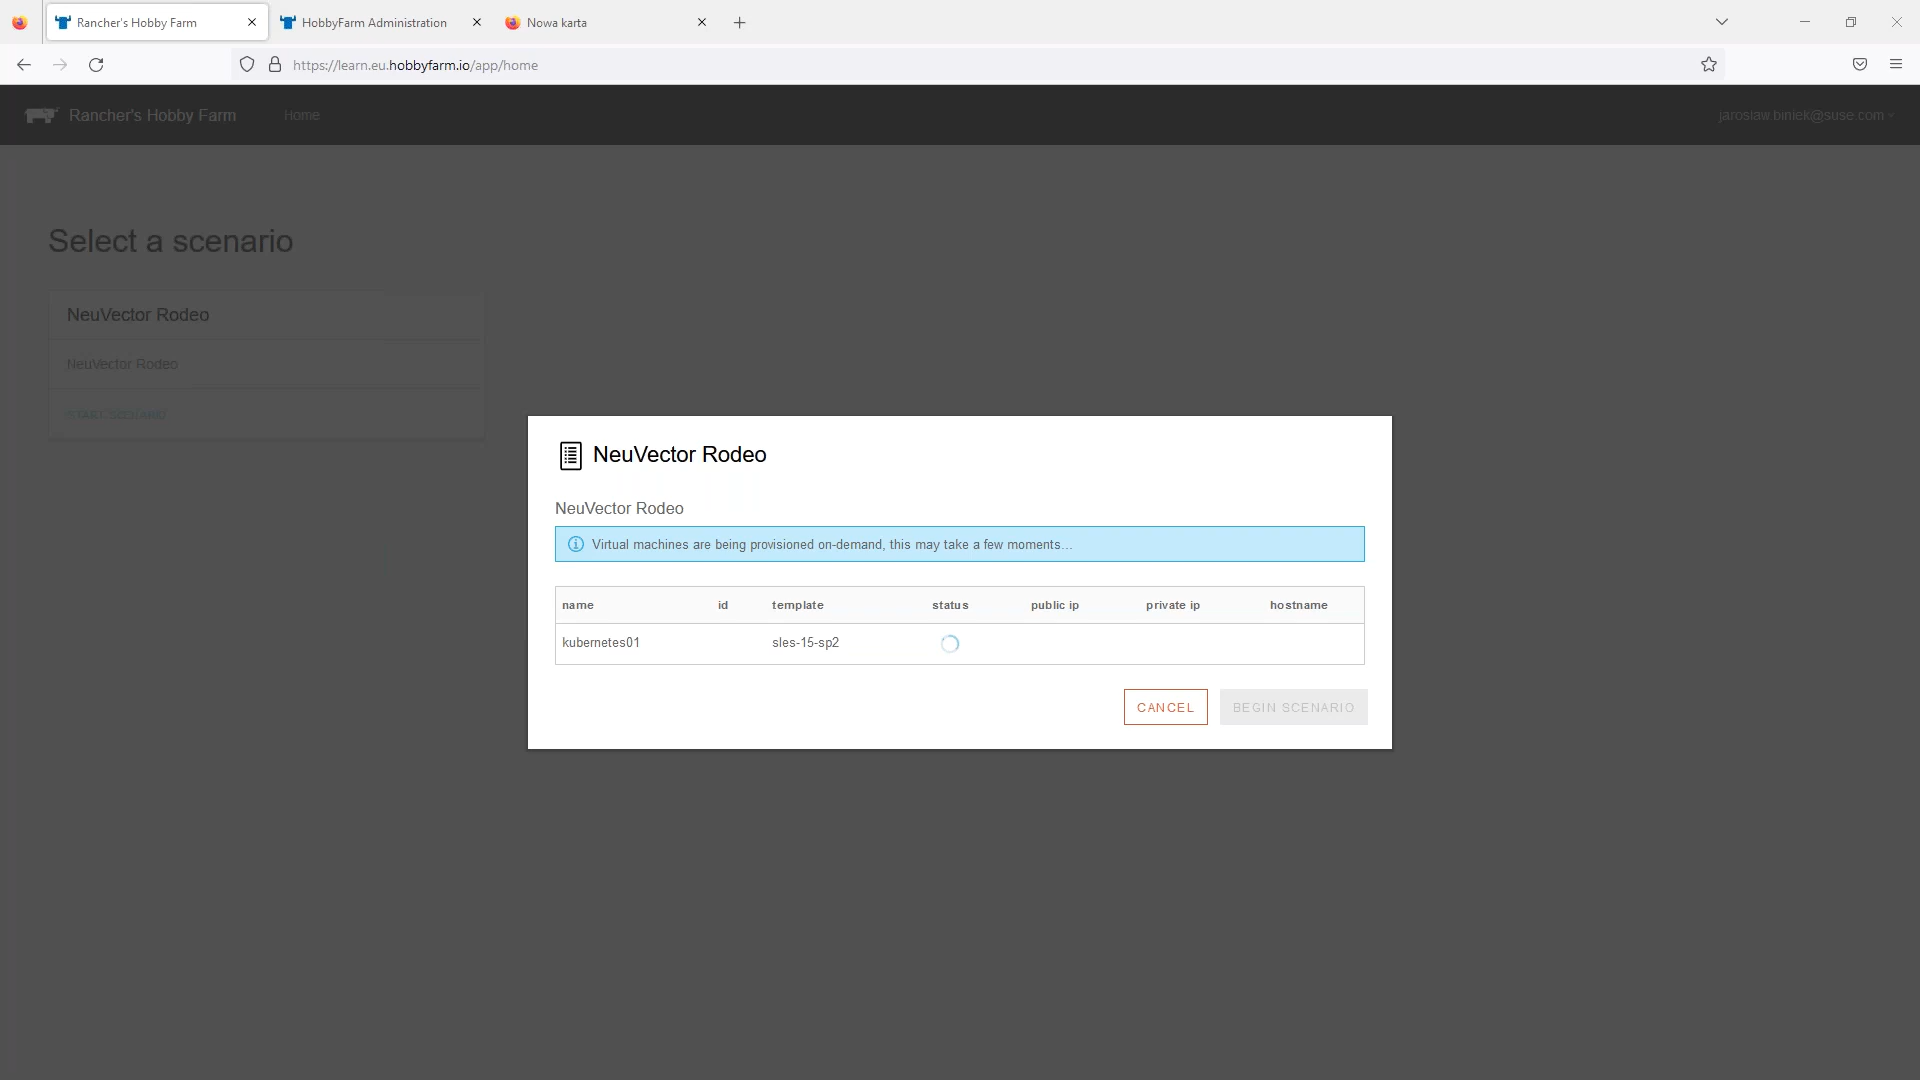 Rancher's Hobby Farm
HobbyFarm Administration
Nowa karta
https://learn.eu.hobbyfarm.io/app/home
Rancher's Hobby Farm
Home
jaroslaw.biniek@suse.com
Select a scenario
NeuVector Rodeo
NeuVector Rodeo
START SCENARIO
NeuVector Rodeo
NeuVector Rodeo
Virtual machines are being provisioned on-demand, this may take a few moments...
name id template status public ip private ip hostname
kubernetes01 sles-15-sp2
CANCEL BEGIN SCENARIO